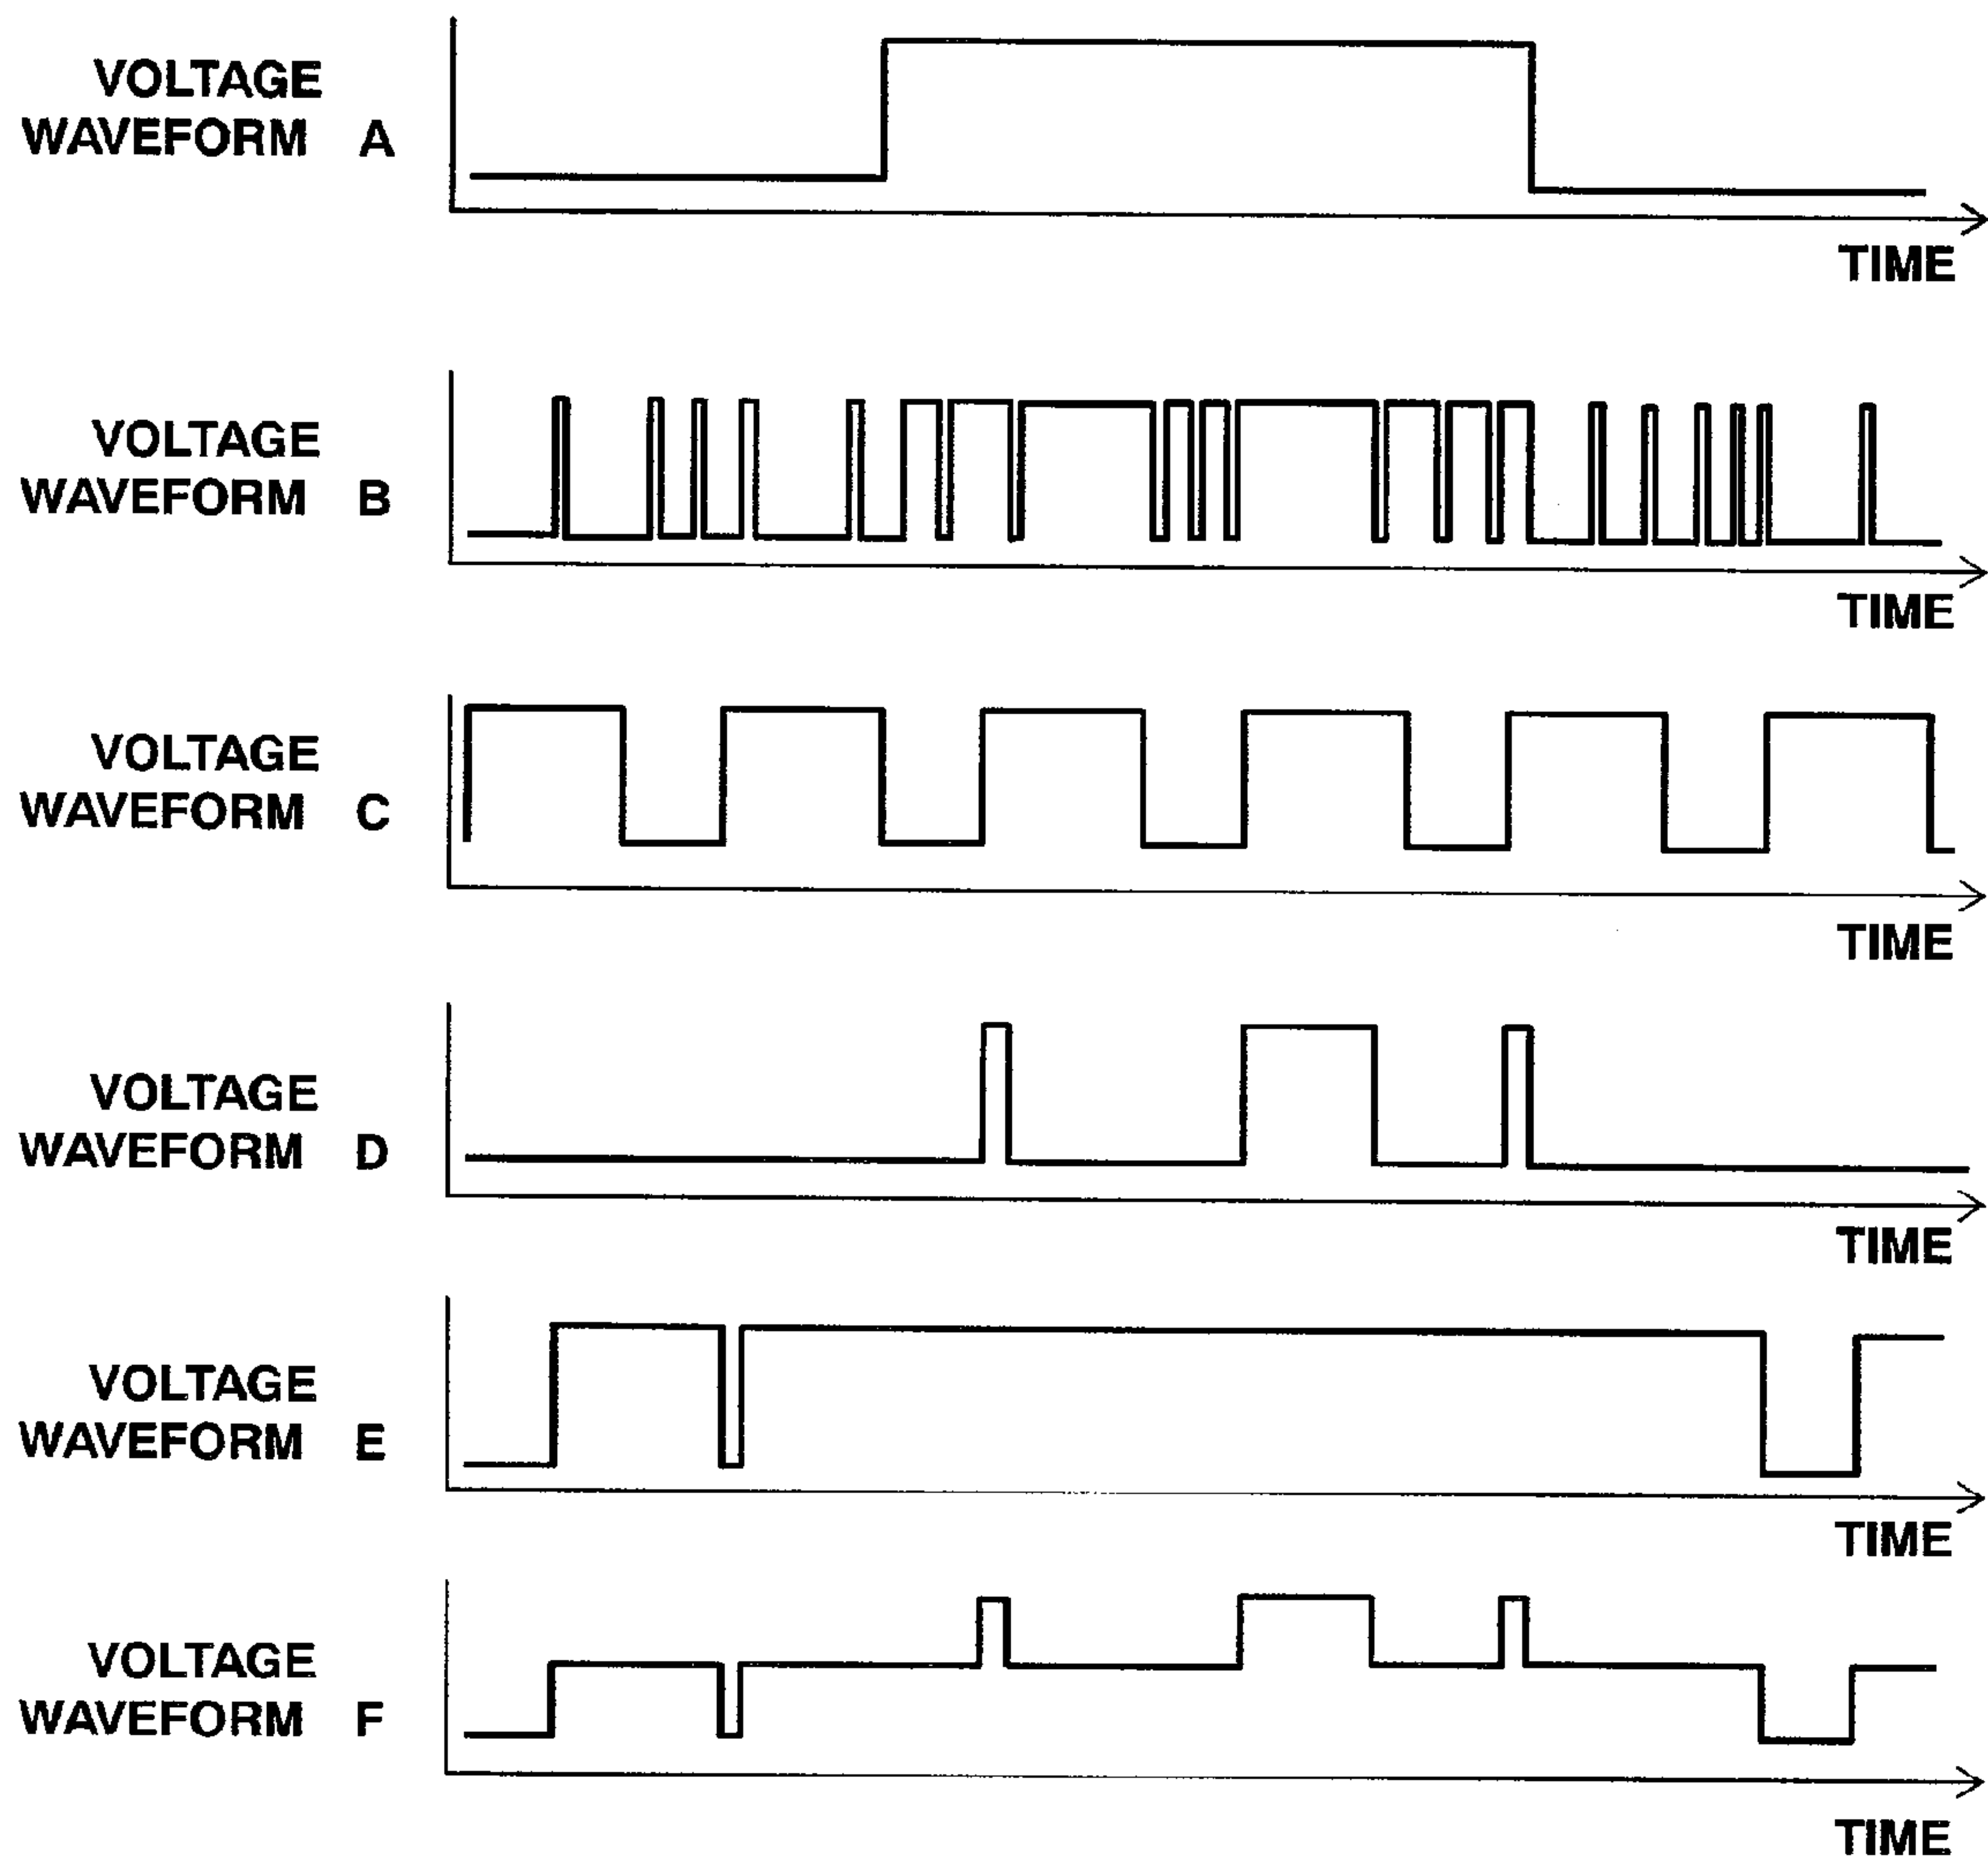 VOLTAGE
WAVEFORM A
TIME
VOLTAGE
WAVEFORM B
TIME
VOLTAGE
WAVEFORM C
TIME
VOLTAGE
WAVEFORM D
TIME
VOLTAGE
WAVEFORM E
TIME
VOLTAGE
WAVEFORM F
TIME